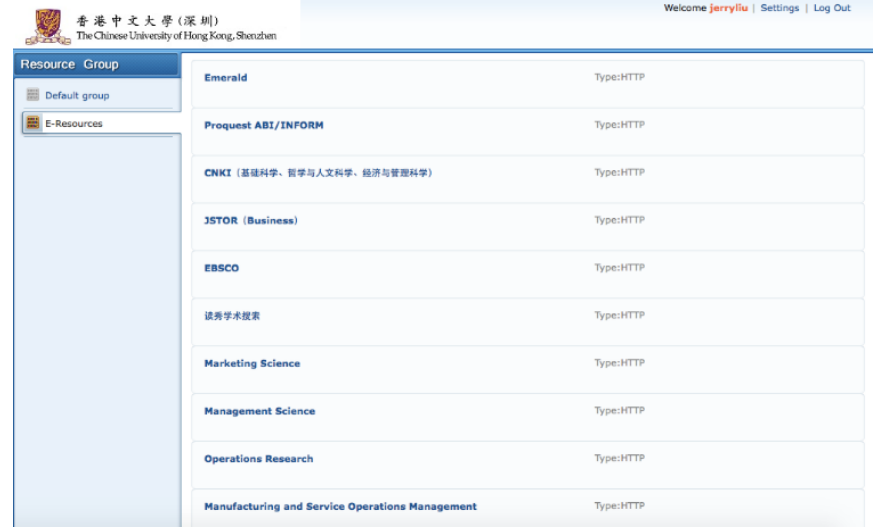 香港中文大學(深圳)
The Chinese University of Hong Kong, Shenzhen
Welcome jerryliu | Settings | Log Out
Resource Group
Default group
E-Resources
Emerald Type:HTTP
Proquest ABI/INFORM Type:HTTP
CNKI（基础科学、哲学与人文科学、经济与管理科学） Type:HTTP
JSTOR（Business） Type:HTTP
EBSCO Type:HTTP
读秀学术搜索 Type:HTTP
Marketing Science Type:HTTP
Management Science Type:HTTP
Operations Research Type:HTTP
Manufacturing and Service Operations Management Type:HTTP